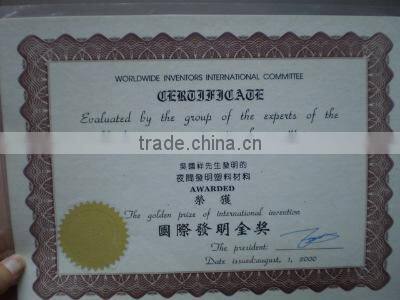 WORLDWIDE INVENTORS INTERNATIONAL COMMITTEE
CERTIFICATE
Evaluated by the group of the experts of the
trade.china.cn
先生發明的
夜間發明塑料材料
AWARDED
榮獲
The golden prize of international invention
國際發明金奖
The president:
Date issued:august, 1, 2000